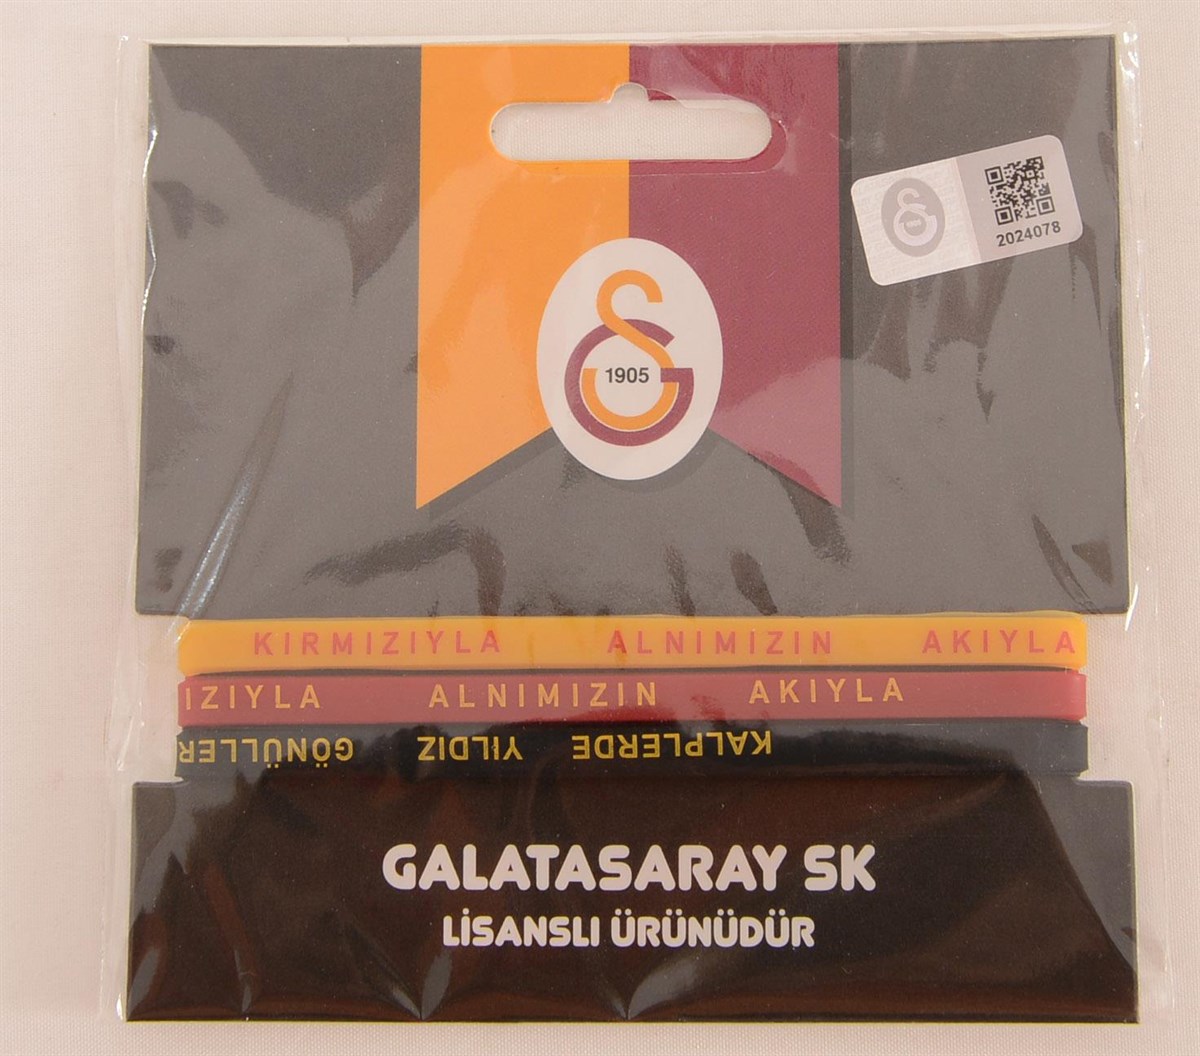 2024078
1905
KIRMIZIYLA ALNIMIZIN AKIYLA
IZIYLA ALNIMIZIN AKIYLA
KALPLERDE YILDIZ GÖNÜLLER
GALATASARAY SK
LİSANSLI ÜRÜNÜDÜR